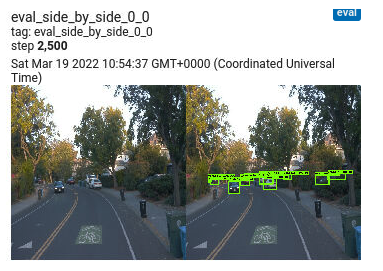 eval_side_by_side_0_0
eval
tag: eval_side_by_side_0_0
step 2,500
Sat Mar 19 2022 10:54:37 GMT+0000 (Coordinated Universal
Time)